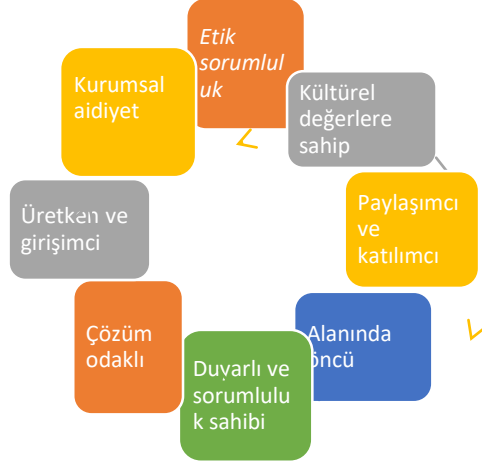 Etik
sorumlul
uk
Kültürel
değerlere
sahip
Paylaşımcı
ve
katılımcı
Alanında
öncü
Duyarlı ve
sorumlulu
k sahibi
Çözüm
odaklı
Üretken ve
girişimci
Kurumsal
aidiyet